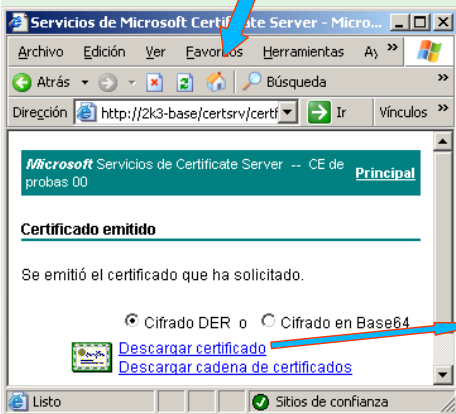 Servicios de Microsoft Certificate Server - Micro...
Archivo Edición Ver Favoritos Herramientas Ay »
Atrás Búsqueda »
Dirección http://2k3-base/certsrv/certf Ir Vínculos »
Microsoft Servicios de Certificate Server -- CE de
probas 00
Principal
Certificado emitido
Se emitió el certificado que ha solicitado.
Cifrado DER o Cifrado en Base64
Descargar certificado
Descargar cadena de certificados
Listo Sitios de confianza